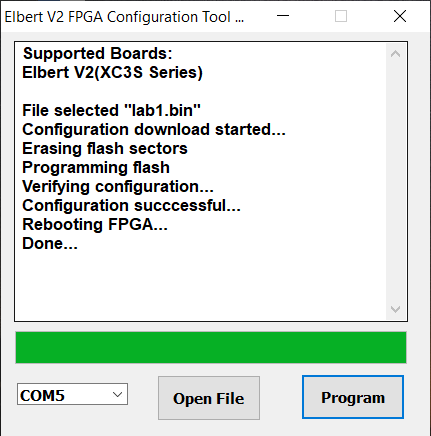 Elbert V2 FPGA Configuration Tool ...
Supported Boards:
Elbert V2(XC3S Series)
File selected "lab1.bin"
Configuration download started...
Erasing flash sectors
Programming flash
Verifying configuration...
Configuration succcessful...
Rebooting FPGA...
Done...
COM5
Open File
Program